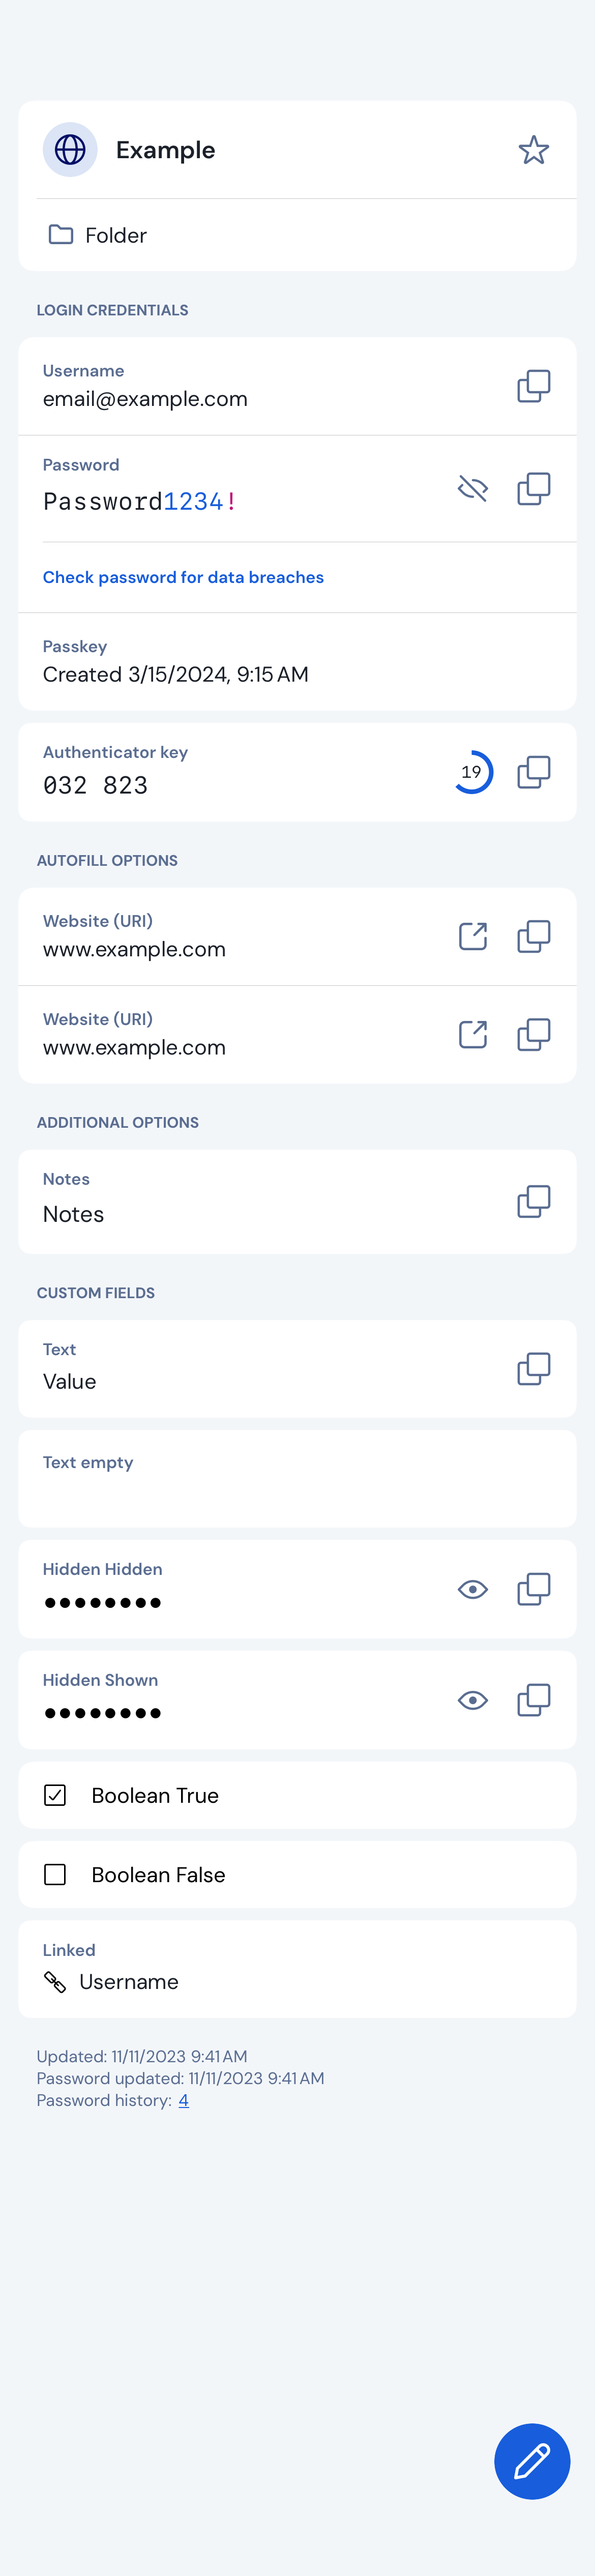 Example
Folder
LOGIN CREDENTIALS
Username
email@example.com
Password
Password1234!
Check password for data breaches
Passkey
Created 3/15/2024, 9:15 AM
Authenticator key
032 823
19
AUTOFILL OPTIONS
Website (URI)
www.example.com
Website (URI)
www.example.com
ADDITIONAL OPTIONS
Notes
Notes
CUSTOM FIELDS
Text
Value
Text empty
Hidden Hidden
••••••••
Hidden Shown
••••••••
Boolean True
Boolean False
Linked
Username
Updated: 11/11/2023 9:41 AM
Password updated: 11/11/2023 9:41 AM
Password history: 4